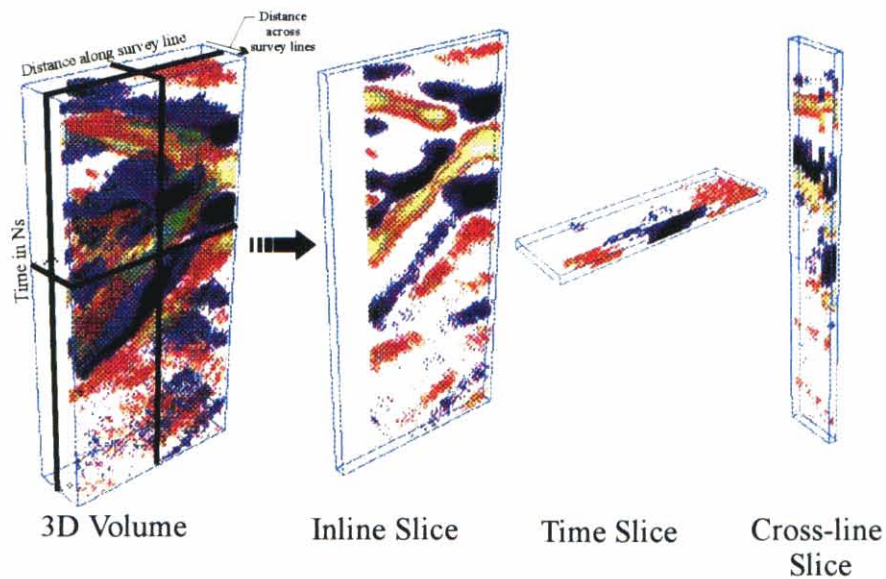 Distance
across
survey lines
Distance along survey line
Time in Ns
3D Volume
Inline Slice
Time Slice
Cross-line
Slice